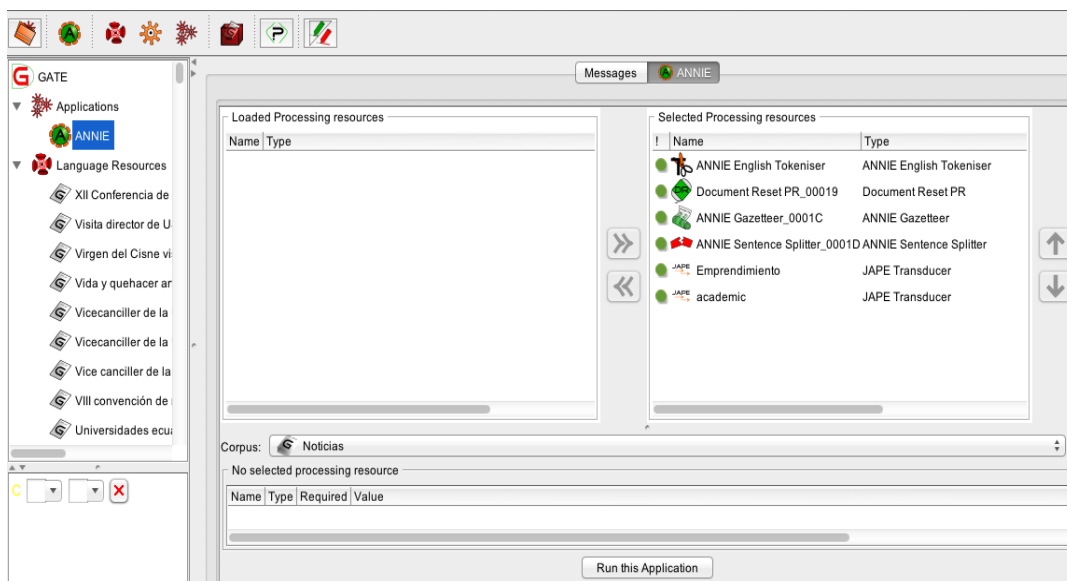 Messages
ANNIE
GATE
Applications
ANNIE
Language Resources
XII Conferencia de
Visita director de U
Virgen del Cisne vi
Vida y quehacer ar
Vicecanciller de la
Vicecanciller de la
Vice canciller de la
VIII convención de
Universidades ecua
C
Loaded Processing resources
Name Type
Selected Processing resources
! Name Type
ANNIE English Tokeniser ANNIE English Tokeniser
Document Reset PR_00019 Document Reset PR
ANNIE Gazetteer_0001C ANNIE Gazetteer
ANNIE Sentence Splitter_0001D ANNIE Sentence Splitter
JAPE Emprendimiento JAPE Transducer
JAPE academic JAPE Transducer
Corpus: Noticias
No selected processing resource
Name Type Required Value
Run this Application